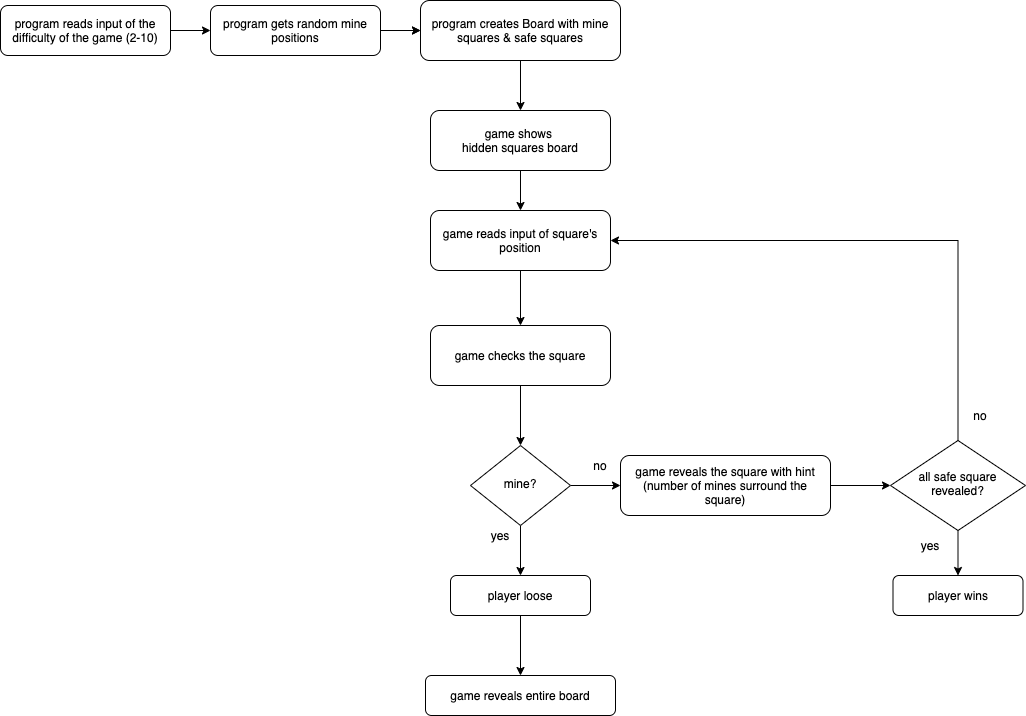 program reads input of the
difficulty of the game (2-10)
program gets random mine
positions
program creates Board with mine
squares & safe squares
game shows
hidden squares board
game reads input of square's
position
game checks the square
no
mine?
no
game reveals the square with hint
(number of mines surround the
square)
all safe square
revealed?
yes
yes
player loose
player wins
game reveals entire board